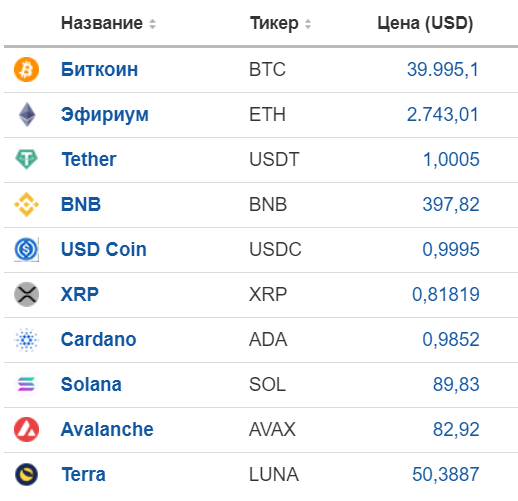 Название Тикер Цена (USD)
Биткоин BTC 39.995,1
Эфириум ETH 2.743,01
Tether USDT 1,0005
BNB BNB 397,82
USD Coin USDC 0,9995
XRP XRP 0,81819
Cardano ADA 0,9852
Solana SOL 89,83
Avalanche AVAX 82,92
Terra LUNA 50,3887